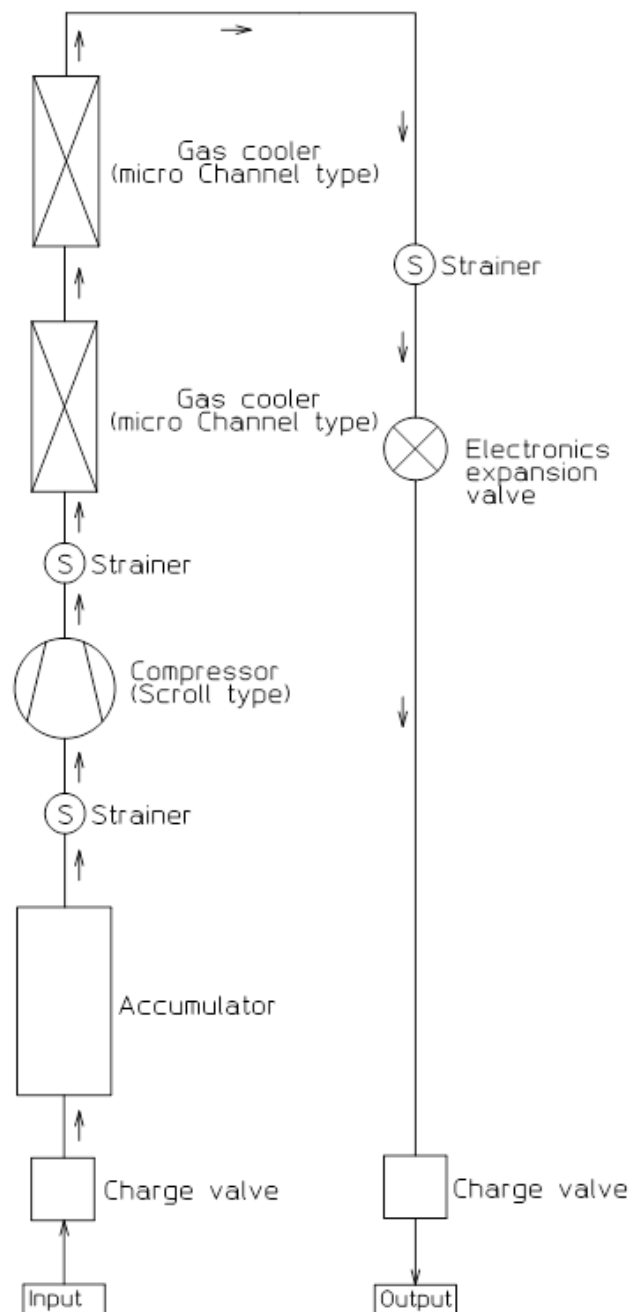 Gas cooler
(micro Channel type)
S Strainer
Gas cooler
(micro Channel type)
Electronics
expansion
valve
S Strainer
Compressor
(Scroll type)
S Strainer
Accumulator
Charge valve
Charge valve
Input
Output